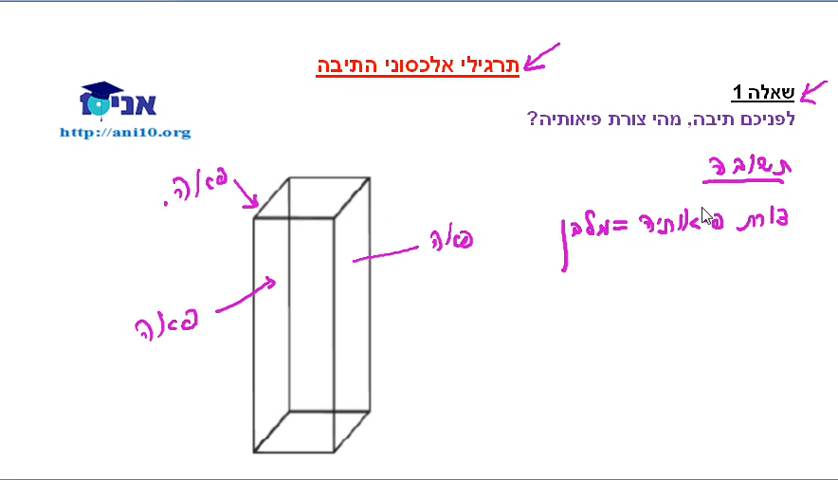 תרגילי אלכסוני התיבה
שאלה 1
לפניכם תיבה, מהי צורת פיאותיה?
אני10
http://ani10.org
תשובה
צורת פיאותיה = מלבן
פאה.
פאה
פאה